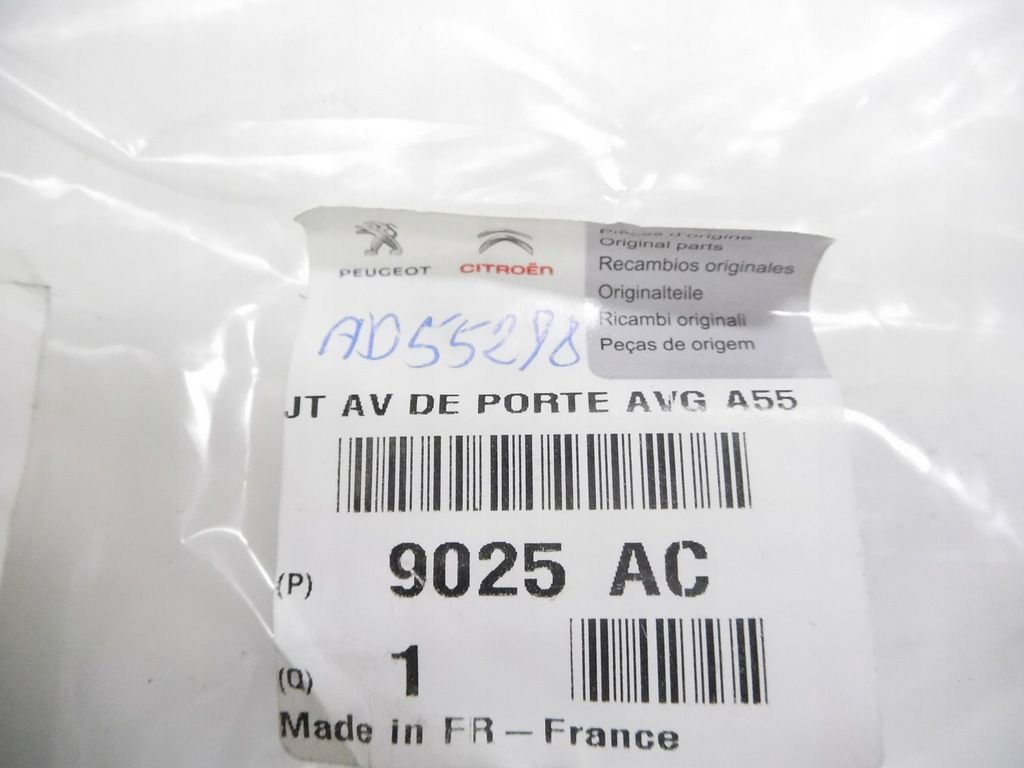 PEUGEOT CITROËN
Pièces d'origine
Original parts
Recambios originales
Originalteile
Ricambi originali
Peças de origem
AD55298
JT AV DE PORTE AVG A55
(P) 9025 AC
(Q) 1
Made in FR - France